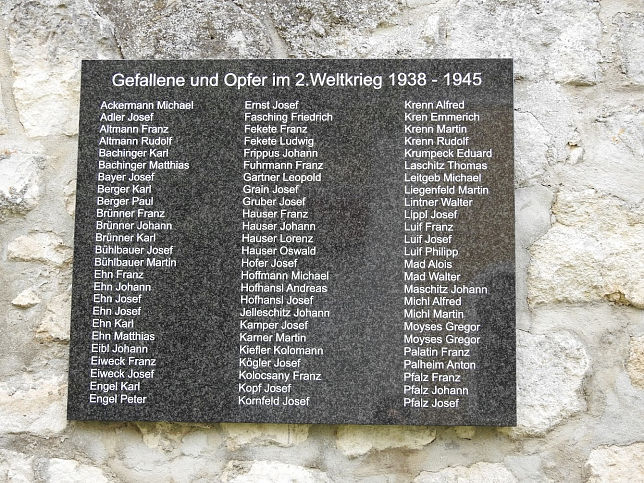 Gefallene und Opfer im 2.Weltkrieg 1938 - 1945
Ackermann Michael
Adler Josef
Altmann Franz
Altmann Rudolf
Bachinger Karl
Bachinger Matthias
Bayer Josef
Berger Karl
Berger Paul
Brünner Franz
Brünner Johann
Brünner Karl
Bühlbauer Josef
Bühlbauer Martin
Ehn Franz
Ehn Johann
Ehn Josef
Ehn Josef
Ehn Karl
Ehn Matthias
Eibl Johann
Eiweck Franz
Eiweck Josef
Engel Karl
Engel Peter
Ernst Josef
Fasching Friedrich
Fekete Franz
Fekete Ludwig
Frippus Johann
Fuhrmann Franz
Gartner Leopold
Grain Josef
Gruber Josef
Hauser Franz
Hauser Johann
Hauser Lorenz
Hauser Oswald
Hofer Josef
Hoffmann Michael
Hofhansl Andreas
Hofhansl Josef
Jelleschitz Johann
Kamper Josef
Karner Martin
Kiefler Kolomann
Kögler Josef
Kolocsany Franz
Kopf Josef
Kornfeld Josef
Krenn Alfred
Kren Emmerich
Krenn Martin
Krenn Rudolf
Krumpeck Eduard
Laschitz Thomas
Leitgeb Michael
Liegenfeld Martin
Lintner Walter
Lippl Josef
Luif Franz
Luif Josef
Luif Philipp
Mad Alois
Mad Walter
Maschitz Johann
Michl Alfred
Michl Martin
Moyses Gregor
Moyses Gregor
Palatin Franz
Palheim Anton
Pfalz Franz
Pfalz Johann
Pfalz Josef